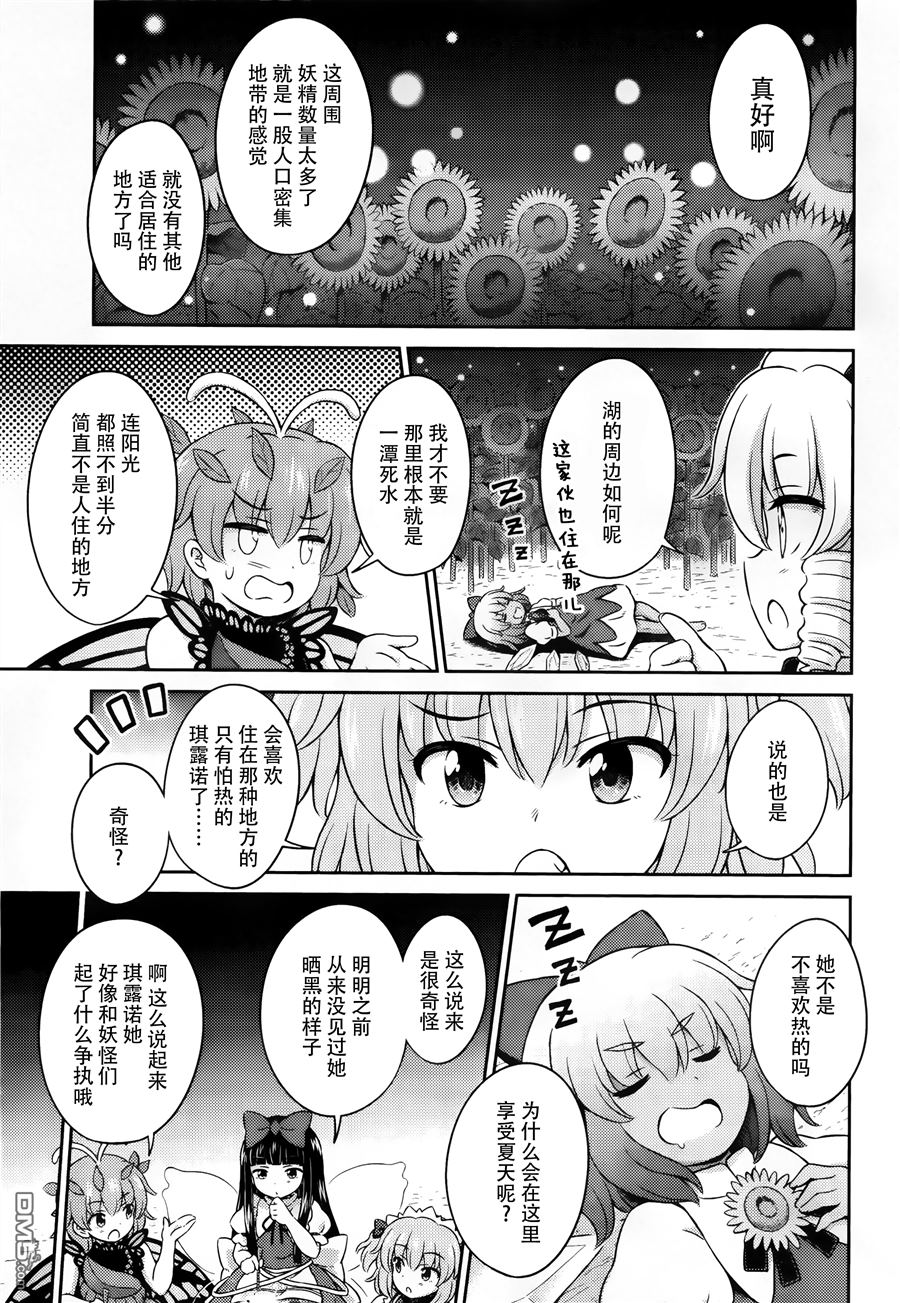 真好啊
这周围
妖精数量太多了
就是一股人口密集
地带的感觉
就没有其他
适合居住的
地方了吗
湖的周边如何呢
这家伙也住在那儿
Z
Z
Z
我才不要
那里根本就是
一潭死水
连阳光
都照不到半分
简直不是人住的地方
说的也是
会喜欢
住在那种地方的
只有怕热的
琪露诺了……
奇怪?
她不是
不喜欢热的吗
Z
Z
Z
为什么会在这里
享受夏天呢?
这么说来
是很奇怪
明明之前
从来没见过她
晒黑的样子
啊 这么说起来
琪露诺她
好像和妖怪们
起了什么争执哦
DM5.com